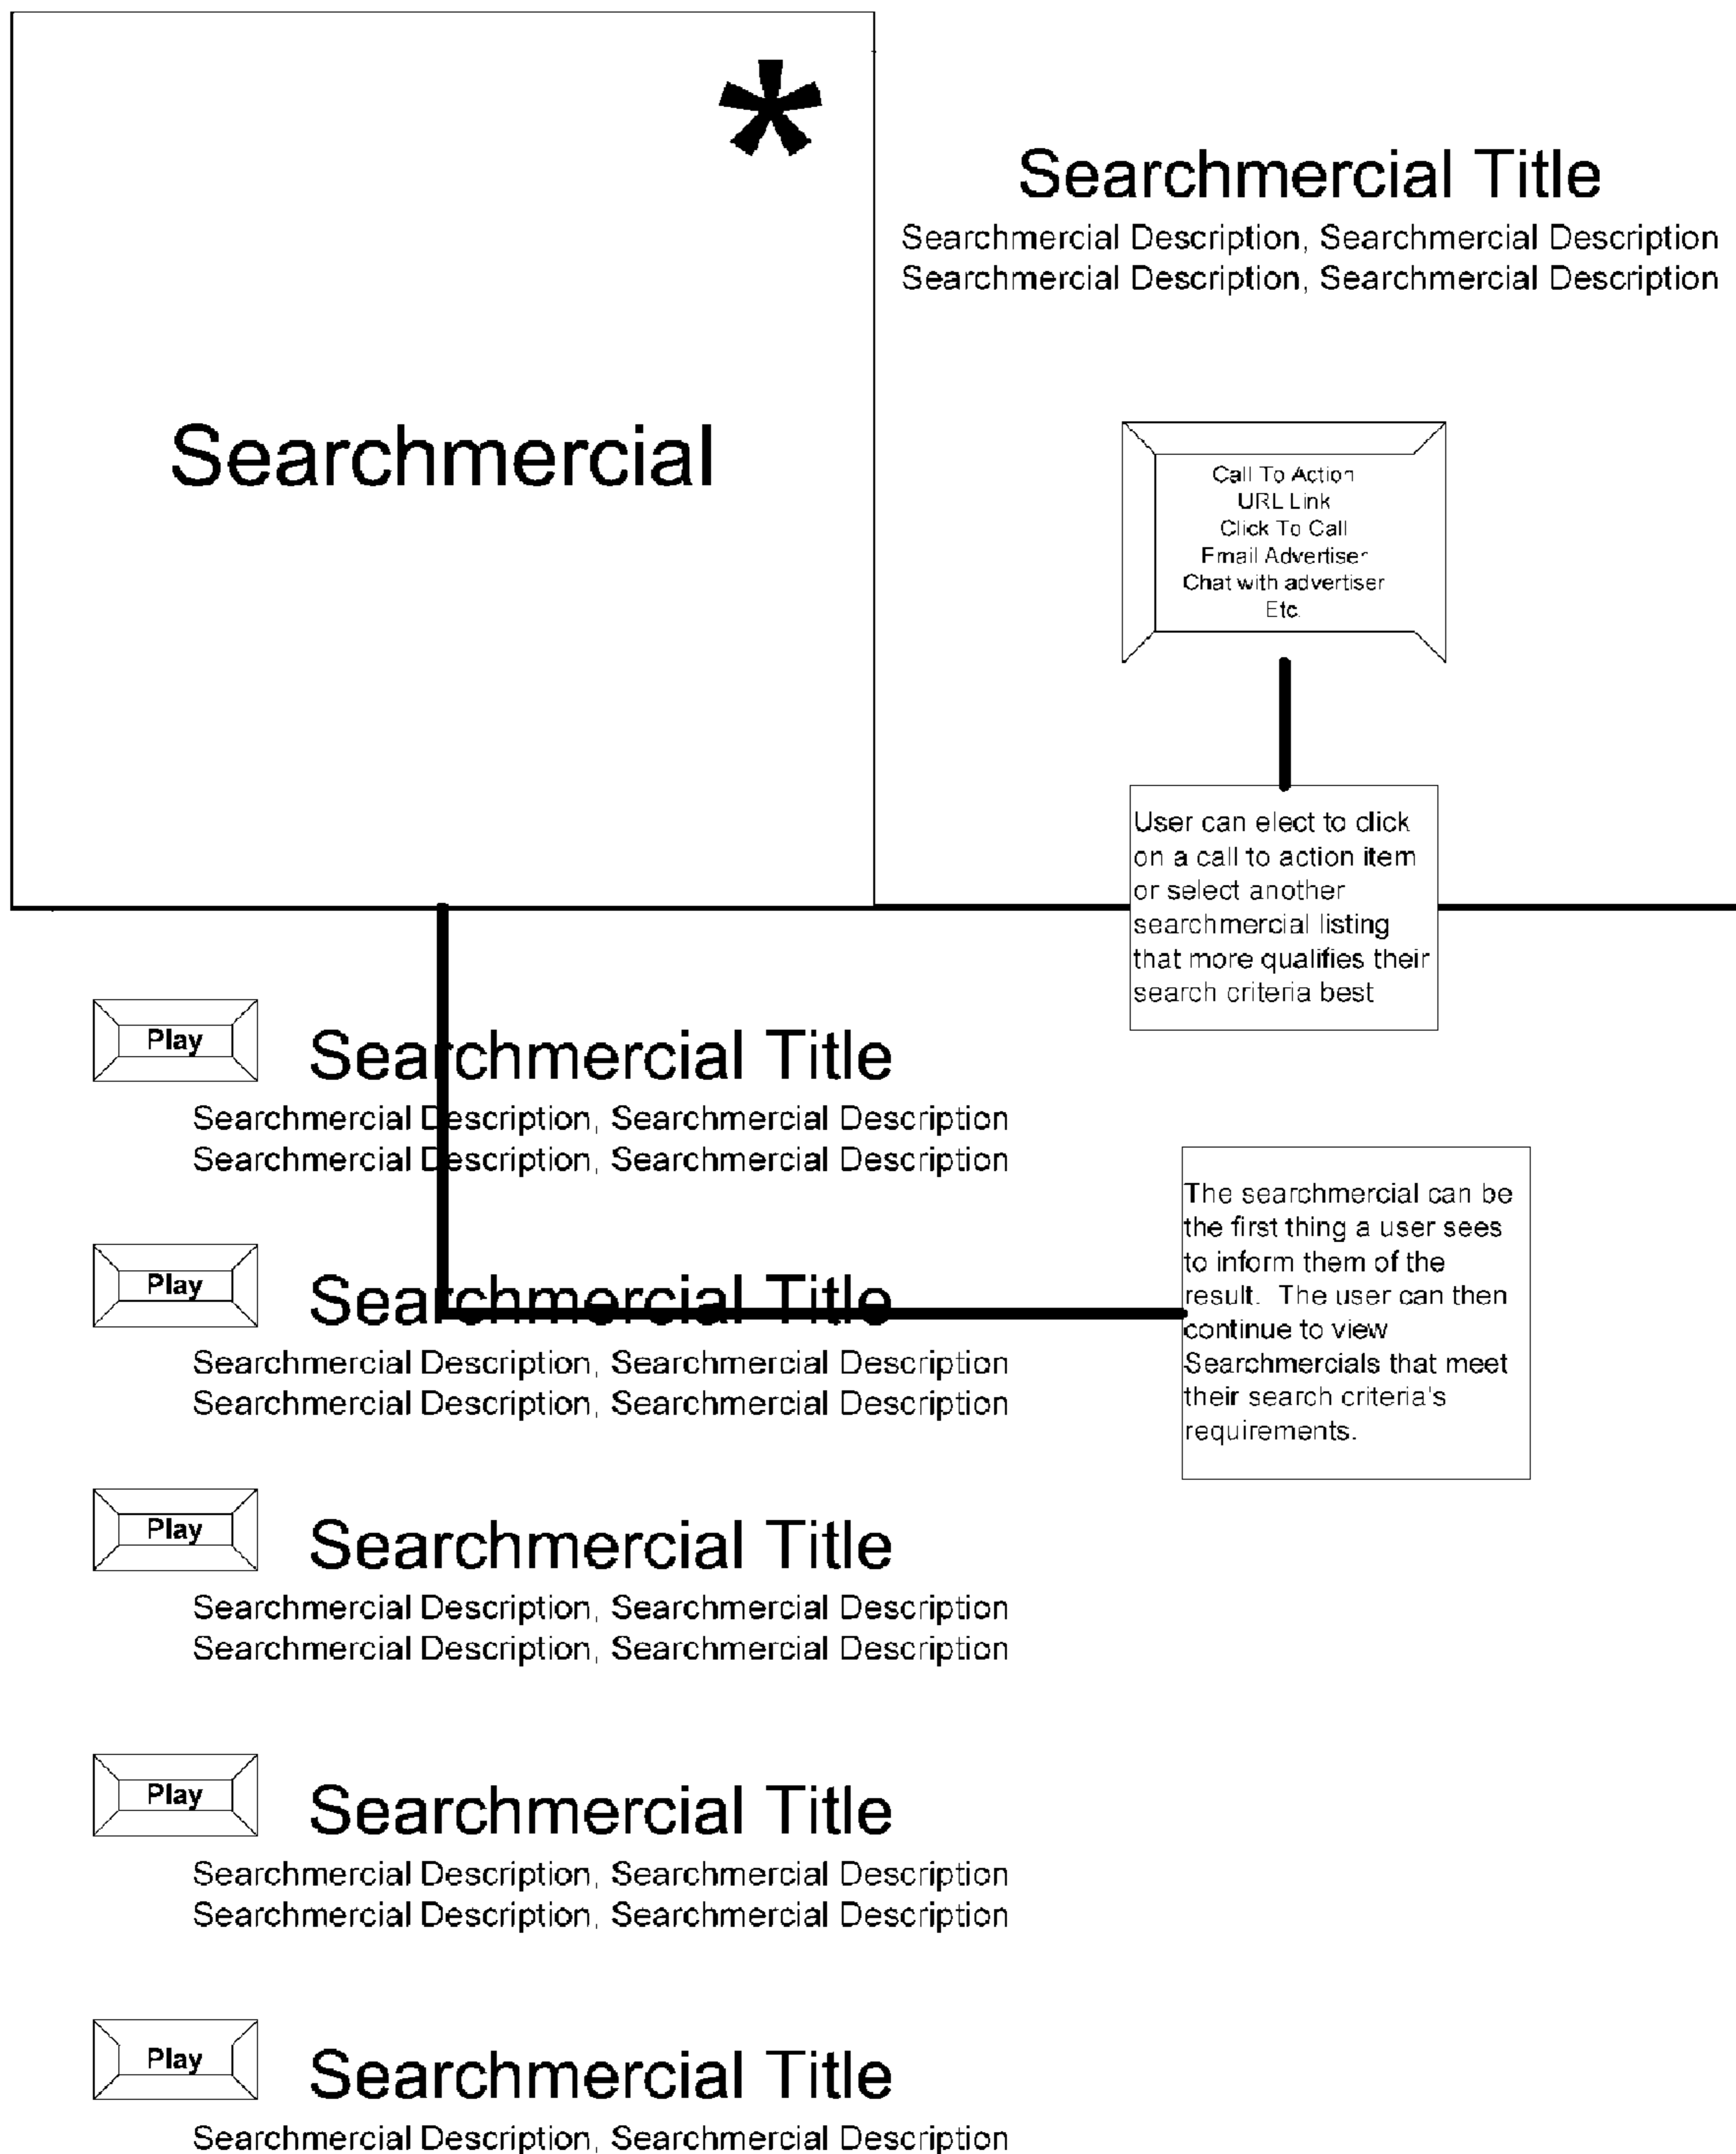 *
Searchmercial Title
Searchmercial Description, Searchmercial Description
Searchmercial Description, Searchmercial Description
Searchmercial
Call To Action
URL Link
Click To Call
Email Advertiser
Chat with advertiser
Etc.
User can elect to click
on a call to action item
or select another
searchmercial listing
that more qualifies their
search criteria best
Play
Searchmercial Title
Searchmercial Description, Searchmercial Description
Searchmercial Description, Searchmercial Description
The searchmercial can be
the first thing a user sees
to inform them of the
result. The user can then
continue to view
Searchmercials that meet
their search criteria's
requirements.
Play
Searchmercial Title
Searchmercial Description, Searchmercial Description
Searchmercial Description, Searchmercial Description
Play
Searchmercial Title
Searchmercial Description, Searchmercial Description
Searchmercial Description, Searchmercial Description
Play
Searchmercial Title
Searchmercial Description, Searchmercial Description
Searchmercial Description, Searchmercial Description
Play
Searchmercial Title
Searchmercial Description, Searchmercial Description